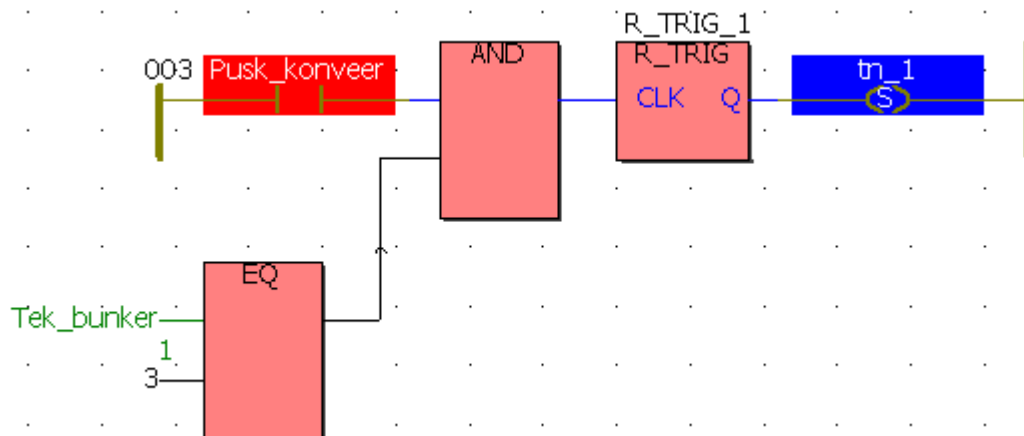 R_TRIG_1
003 Pusk_konveer AND R_TRIG tn_1
CLK Q S
EQ
Tek_bunker
1
3